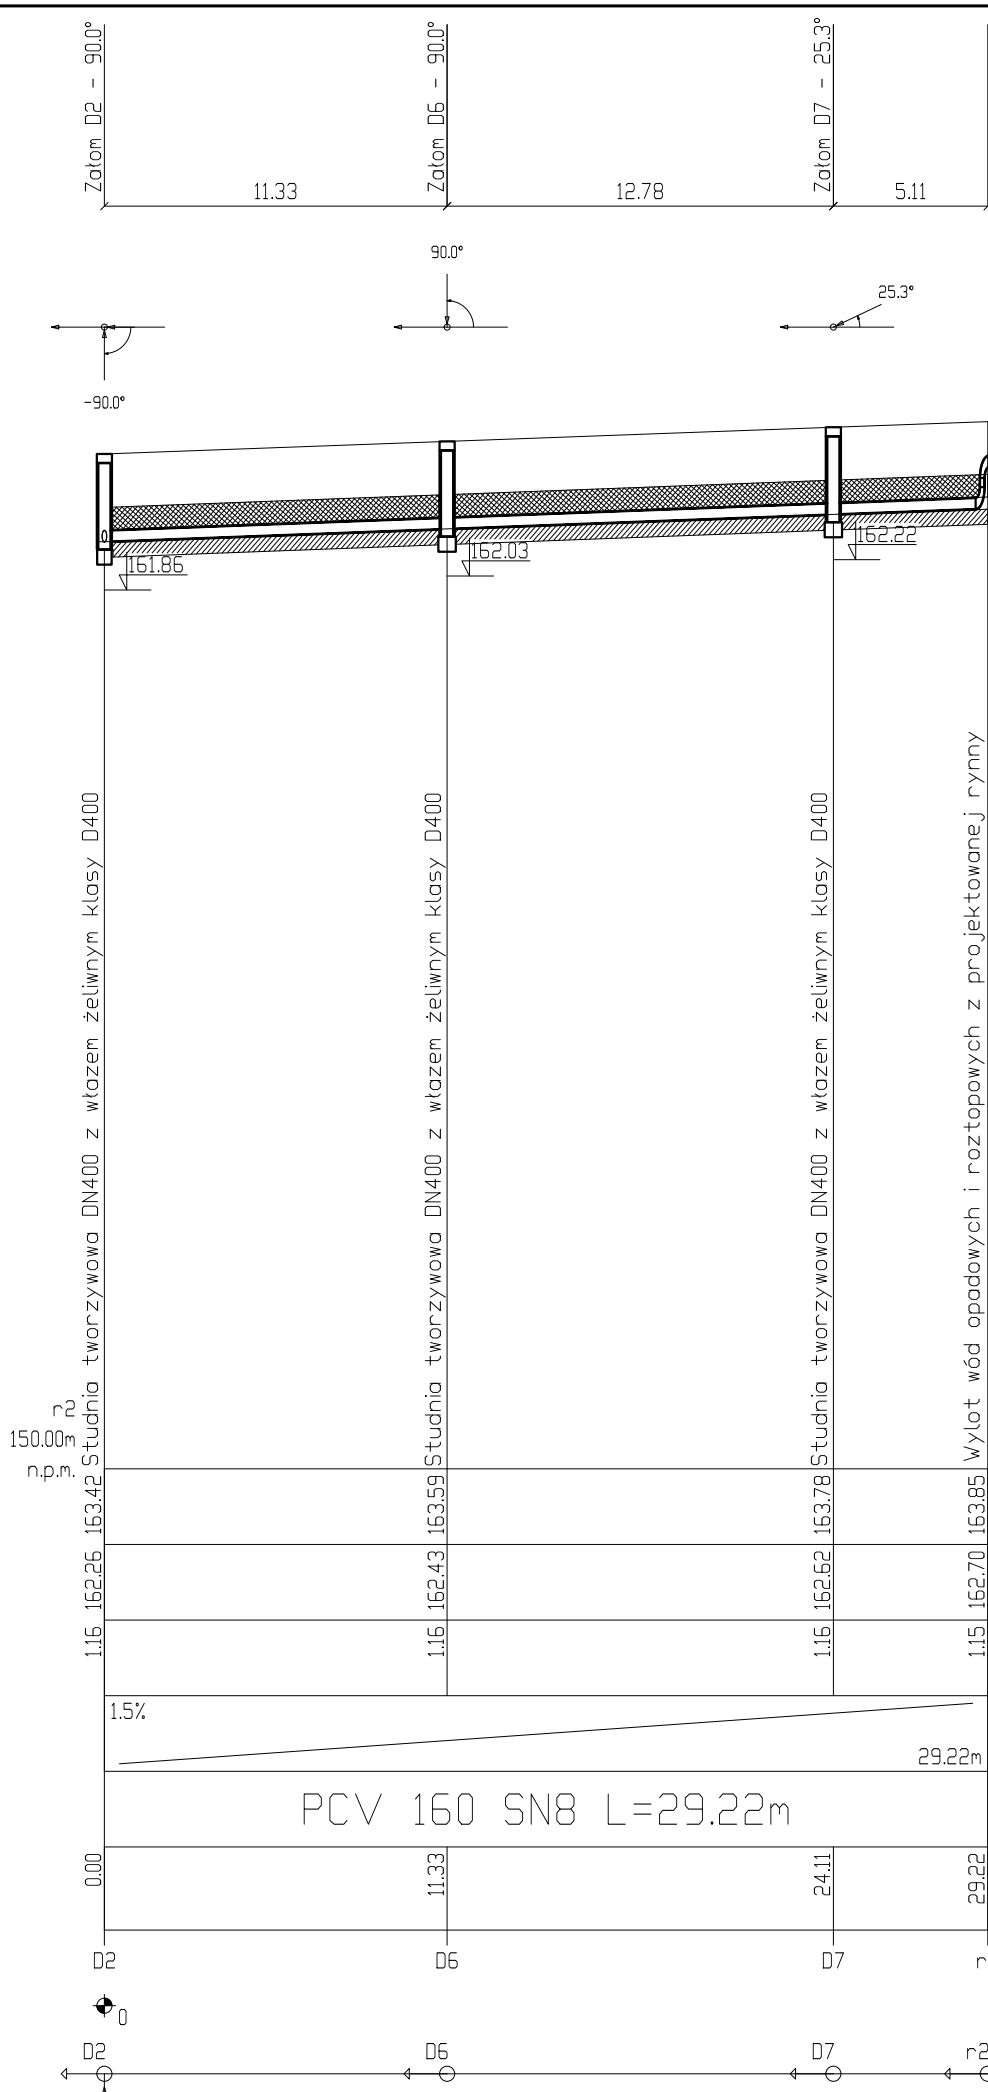 Załom D2 - 90.0°
Załom D6 - 90.0°
Załom D7 - 25.3°
11.33
12.78
5.11
90.0°
25.3°
-90.0°
161.86
162.03
162.22
Studnia tworzywowa DN400 z włazem żeliwnym klasy D400
Studnia tworzywowa DN400 z włazem żeliwnym klasy D400
Studnia tworzywowa DN400 z włazem żeliwnym klasy D400
Wylot wód opadowych i roztopowych z projektowanej rynny
r2
150.00m
n.p.m.
163.42
163.59
163.78
163.85
162.26
162.43
162.62
162.70
1.16
1.16
1.16
1.15
1.5%
29.22m
PCV 160 SN8 L=29.22m
0.00
11.33
24.11
29.22
D2
D6
D7
r
0
D2
D6
D7
r2